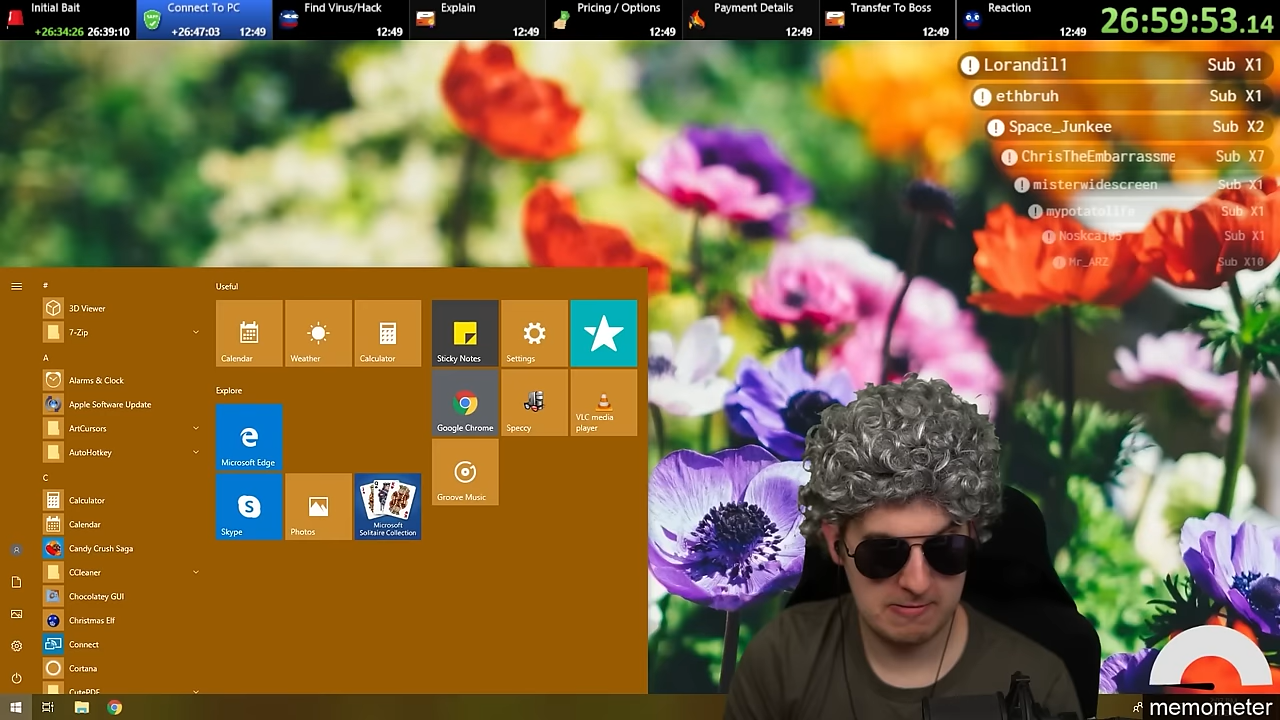 Initial Bait
+26:34:26 26:39:10
Connect To PC
+26:47:03 12:49
Find Virus/Hack
12:49
Explain
12:49
Pricing / Options
12:49
Payment Details
12:49
Transfer To Boss
12:49
Reaction
12:49
26:59:53.14
Lorandil1 Sub X1
ethbruh Sub X1
Space_Junkee Sub X2
ChrisTheEmbarrassme Sub X7
misterwidescreen Sub X1
mypotatolife Sub X1
Noskcaj05 Sub X1
Mr_ARZ Sub X10
#
3D Viewer
7-Zip
A
Alarms & Clock
Apple Software Update
ArtCursors
AutoHotkey
C
Calculator
Calendar
Candy Crush Saga
CCleaner
Chocolatey GUI
Christmas Elf
Connect
Cortana
CutePDF
Useful
Calendar
Weather
Calculator
Explore
Microsoft Edge
Skype
Photos
Microsoft
Solitaire Collection
Sticky Notes
Settings
Google Chrome
Speccy
VLC media
player
Groove Music
memometer